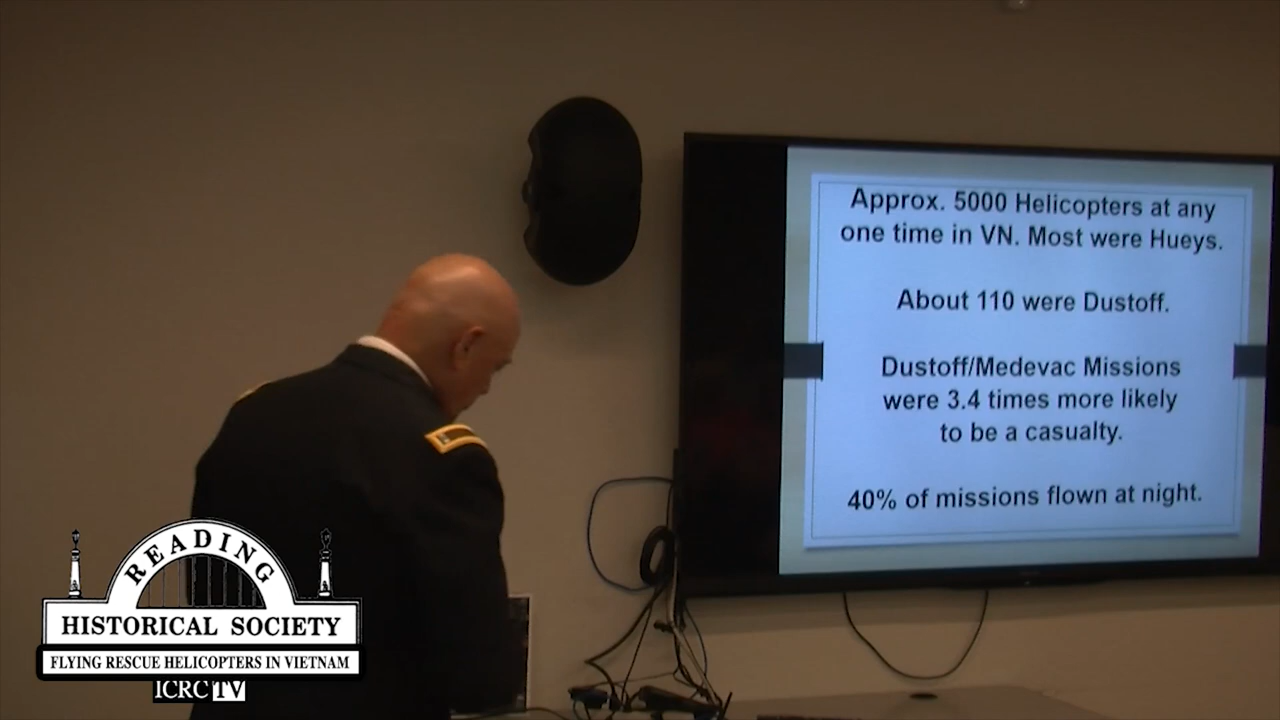 Approx. 5000 Helicopters at any
one time in VN. Most were Hueys.
About 110 were Dustoff.
Dustoff/Medevac Missions
were 3.4 times more likely
to be a casualty.
40% of missions flown at night.
READING
HISTORICAL SOCIETY
FLYING RESCUE HELICOPTERS IN VIETNAM
ICRC TV